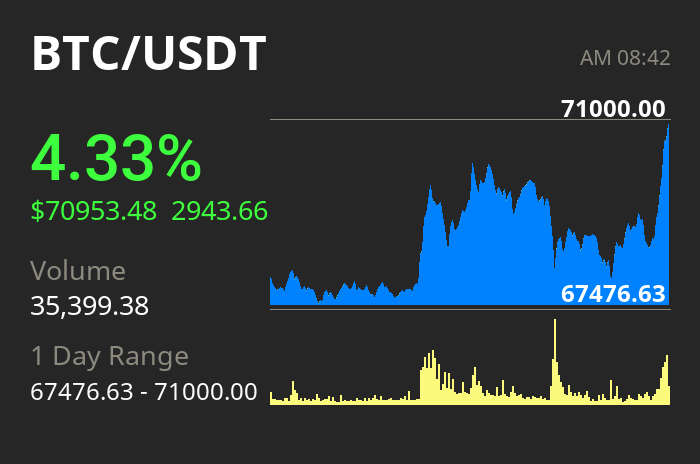 BTC/USDT
AM 08:42
71000.00
4.33%
$70953.48 2943.66
Volume
35,399.38
67476.63
1 Day Range
67476.63 - 71000.00